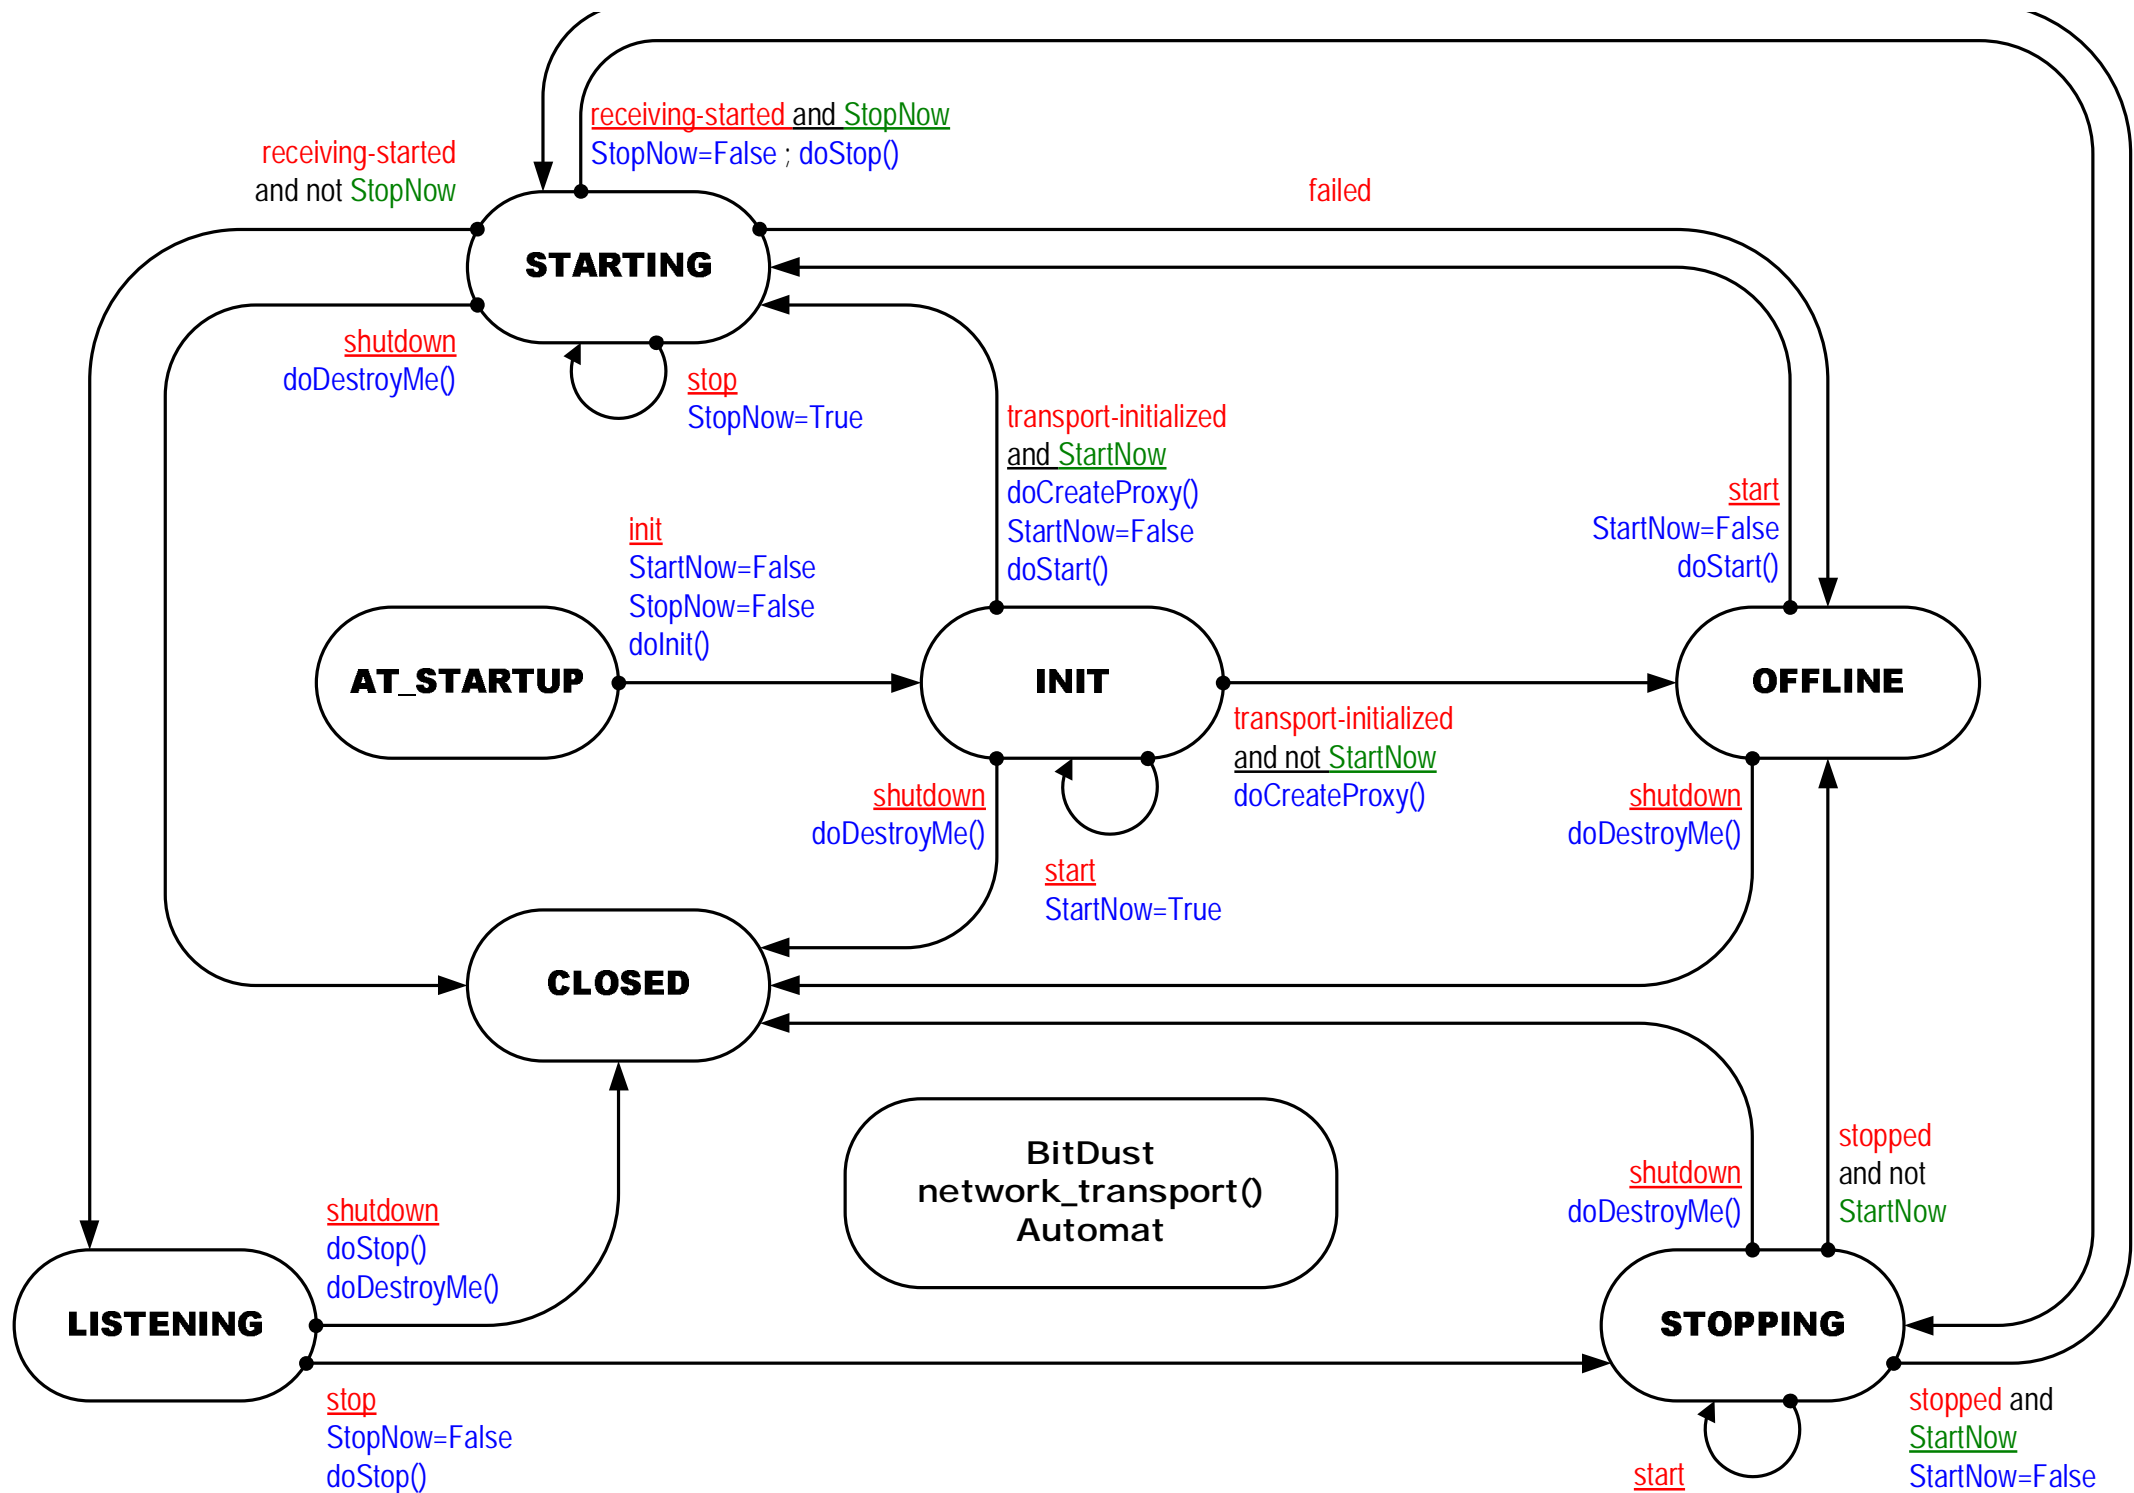 receiving-started and StopNow
StopNow=False ; doStop()
receiving-started
and not StopNow
failed
STARTING
shutdown
doDestroyMe()
stop
StopNow=True
transport-initialized
and StartNow
doCreateProxy()
StartNow=False
doStart()
start
StartNow=False
doStart()
init
StartNow=False
StopNow=False
doInit()
AT_STARTUP
INIT
OFFLINE
transport-initialized
and not StartNow
doCreateProxy()
shutdown
doDestroyMe()
shutdown
doDestroyMe()
start
StartNow=True
CLOSED
BitDust
network_transport()
Automat
stopped
and not
StartNow
shutdown
doDestroyMe()
shutdown
doStop()
doDestroyMe()
LISTENING
STOPPING
stop
StopNow=False
doStop()
stopped and
StartNow
StartNow=False
start